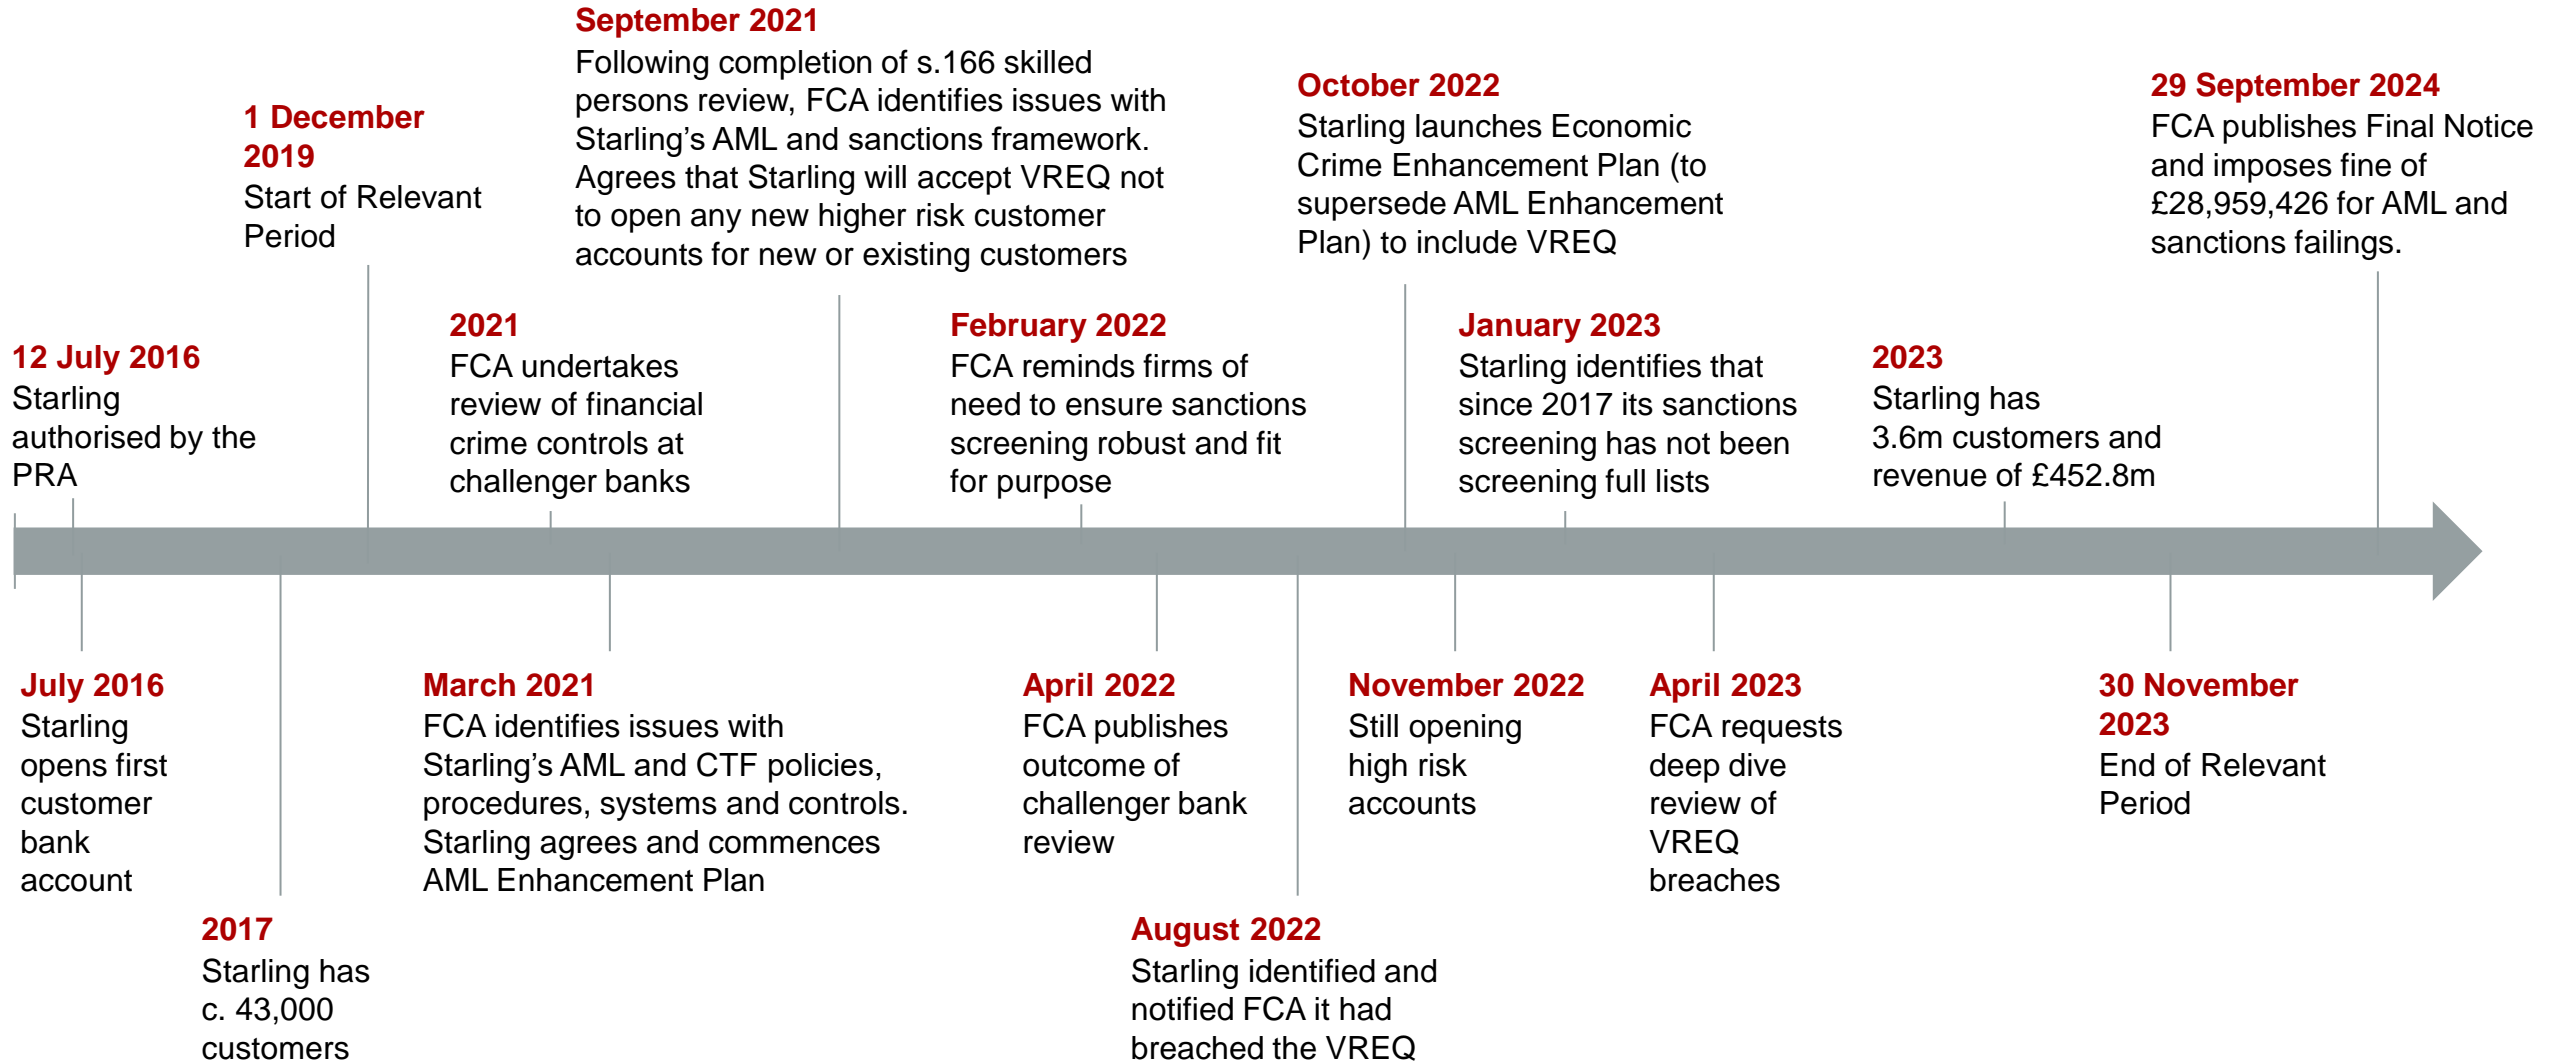 12 July 2016
Starling
authorised by the
PRA
July 2016
Starling
opens first
customer
bank
account
2017
Starling has
c. 43,000
customers
1 December
2019
Start of Relevant
Period
2021
FCA undertakes
review of financial
crime controls at
challenger banks
March 2021
FCA identifies issues with
Starling’s AML and CTF policies,
procedures, systems and controls.
Starling agrees and commences
AML Enhancement Plan
September 2021
Following completion of s.166 skilled
persons review, FCA identifies issues with
Starling’s AML and sanctions framework.
Agrees that Starling will accept VREQ not
to open any new higher risk customer
accounts for new or existing customers
February 2022
FCA reminds firms of
need to ensure sanctions
screening robust and fit
for purpose
April 2022
FCA publishes
outcome of
challenger bank
review
August 2022
Starling identified and
notified FCA it had
breached the VREQ
October 2022
Starling launches Economic
Crime Enhancement Plan (to
supersede AML Enhancement
Plan) to include VREQ
November 2022
Still opening
high risk
accounts
January 2023
Starling identifies that
since 2017 its sanctions
screening has not been
screening full lists
April 2023
FCA requests
deep dive
review of
VREQ
breaches
2023
Starling has
3.6m customers and
revenue of £452.8m
30 November
2023
End of Relevant
Period
29 September 2024
FCA publishes Final Notice
and imposes fine of
£28,959,426 for AML and
sanctions failings.